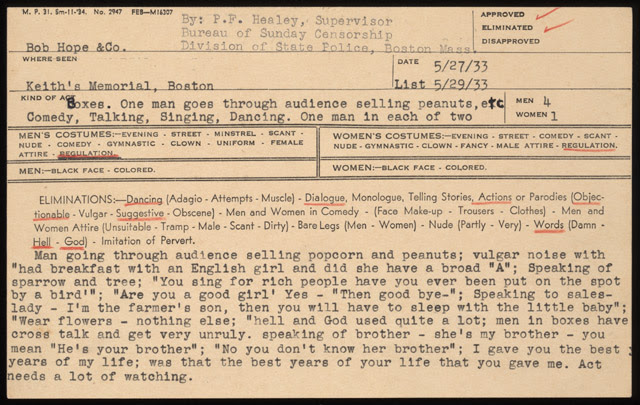 M. P. 31. 5m-11-'24. No. 2947 FEB—M16307
By: P.F. Healey, Supervisor
Bureau of Sunday Censorship
Division of State Police, Boston Mass.
APPROVED
ELIMINATED
DISAPPROVED
Bob Hope &Co.
WHERE SEEN
Keith's Memorial, Boston
DATE 5/27/33
List 5/29/33
KIND OF ACT
Boxes. One man goes through audience selling peanuts, etc
Comedy, Talking, Singing, Dancing. One man in each of two
MEN 4
WOMEN 1
MEN'S COSTUMES:—EVENING - STREET - MINSTREL - SCANT -
NUDE - COMEDY - GYMNASTIC - CLOWN - UNIFORM - FEMALE
ATTIRE - REGULATION.
WOMEN'S COSTUMES:—EVENING - STREET - COMEDY - SCANT -
NUDE - GYMNASTIC - CLOWN - FANCY - MALE ATTIRE - REGULATION.
MEN:—BLACK FACE - COLORED.
WOMEN:—BLACK FACE - COLORED.
ELIMINATIONS:—Dancing (Adagio - Attempts - Muscle) - Dialogue, Monologue, Telling Stories, Actions or Parodies (Objec-
tionable - Vulgar - Suggestive - Obscene) - Men and Women in Comedy - (Face Make-up - Trousers - Clothes) - Men and
Women Attire (Unsuitable - Tramp - Male - Scant - Dirty) - Bare Legs (Men - Women) - Nude (Partly - Very) - Words (Damn -
Hell - God) - Imitation of Pervert.
Man going through audience selling popcorn and peanuts; vulgar noise with
"had breakfast with an English girl and did she have a broad "A"; Speaking of
sparrow and tree; "You sing for rich people have you ever been put on the spot
by a bird'"; "Are you a good girl' Yes - "Then good bye-"; Speaking to sales-
lady - I'm the farmer's son, then you will have to sleep with the little baby";
"Wear flowers - nothing else; "hell and God used quite a lot; men in boxes have
cross talk and get very unruly. speaking of brother - she's my brother - you
mean "He's your brother"; "No you don't know her brother"; I gave you the best
years of my life; was that the best years of your life that you gave me. Act
needs a lot of watching.